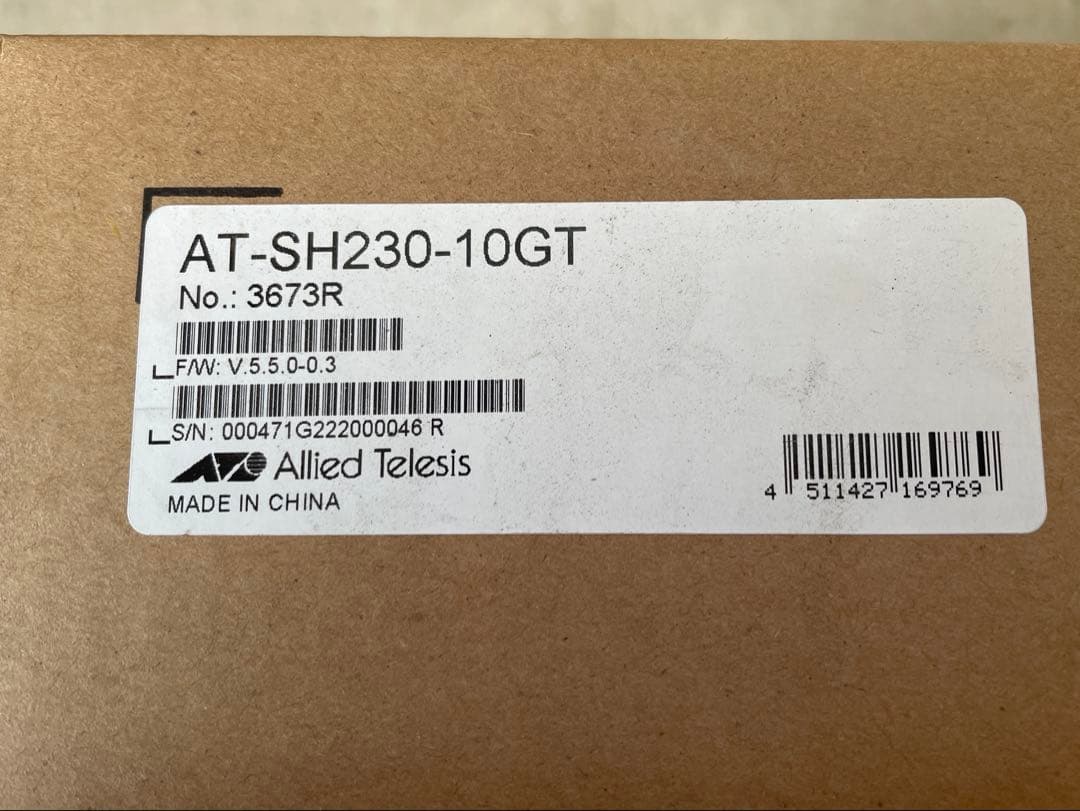 AT-SH230-10GT
No.: 3673R
F/W: V.5.5.0-0.3
S/N: 000471G222000046 R
Allied Telesis
MADE IN CHINA
4 511427 169769